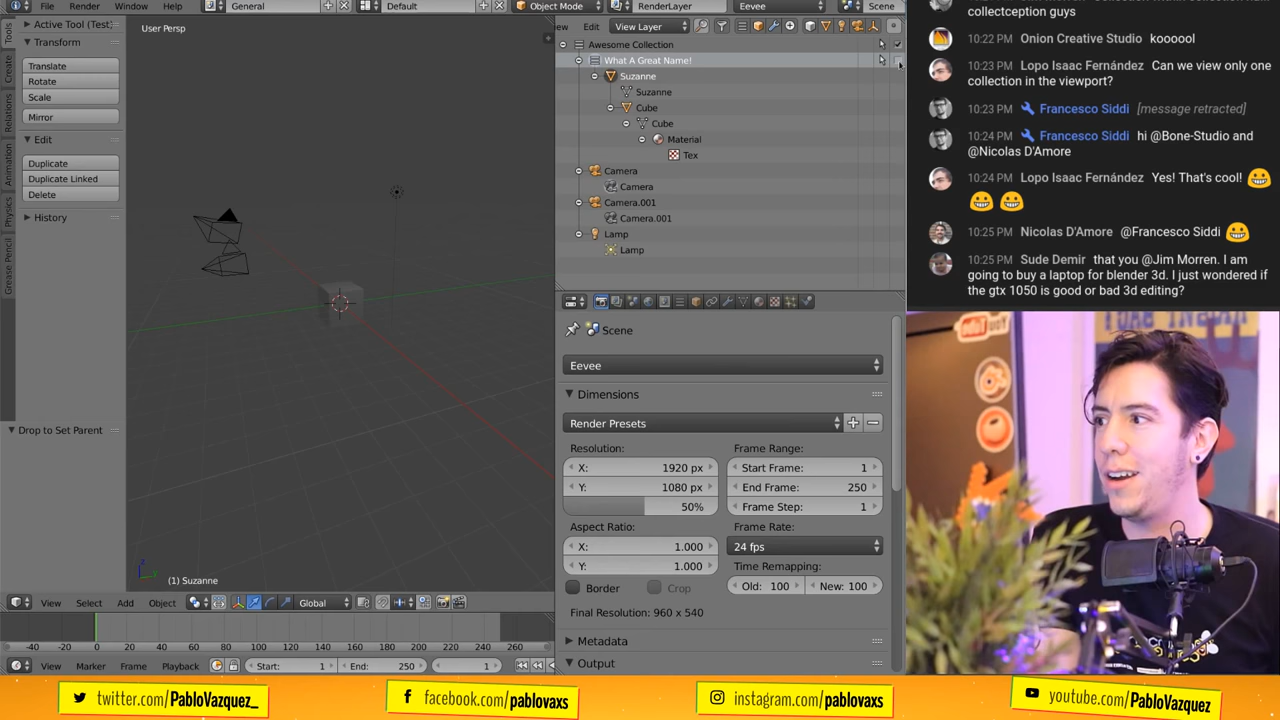 File
Render
Window
Help
General
Default
Object Mode
RenderLayer
Eevee
Scene
Active Tool (Test:
Transform
Translate
Rotate
Scale
Mirror
Edit
Duplicate
Duplicate Linked
Delete
History
Drop to Set Parent
Tools
Create
Relations
Animation
Physics
Grease Pencil
User Persp
(1) Suzanne
View
Select
Add
Object
Global
-40 -20 0 20 40 60 80 100 120 140 160 180 200 220 240 260
View
Marker
Frame
Playback
Start: 1
End: 250
1
ew
Edit
View Layer
Awesome Collection
What A Great Name!
Suzanne
Suzanne
Cube
Cube
Material
Tex
Camera
Camera
Camera.001
Camera.001
Lamp
Lamp
Scene
Eevee
Dimensions
Render Presets
Resolution:
X: 1920 px
Y: 1080 px
50%
Aspect Ratio:
X: 1.000
Y: 1.000
Border
Crop
Frame Range:
Start Frame: 1
End Frame: 250
Frame Step: 1
Frame Rate:
24 fps
Time Remapping:
Old: 100
New: 100
Final Resolution: 960 x 540
Metadata
Output
collectception guys
10:22 PM Onion Creative Studio koooool
10:23 PM Lopo Isaac Fernández Can we view only one
collection in the viewport?
10:23 PM Francesco Siddi [message retracted]
10:24 PM Francesco Siddi hi @Bone-Studio and
@Nicolas D'Amore
10:24 PM Lopo Isaac Fernández Yes! That's cool! 😀
😀 😀
10:25 PM Nicolas D'Amore @Francesco Siddi 😀
10:25 PM Sude Demir that you @Jim Morren. I am
going to buy a laptop for blender 3d. I just wondered if
the gtx 1050 is good or bad 3d editing?
twitter.com/PabloVazquez_
facebook.com/pablovaxs
instagram.com/pablovaxs
youtube.com/PabloVazquez